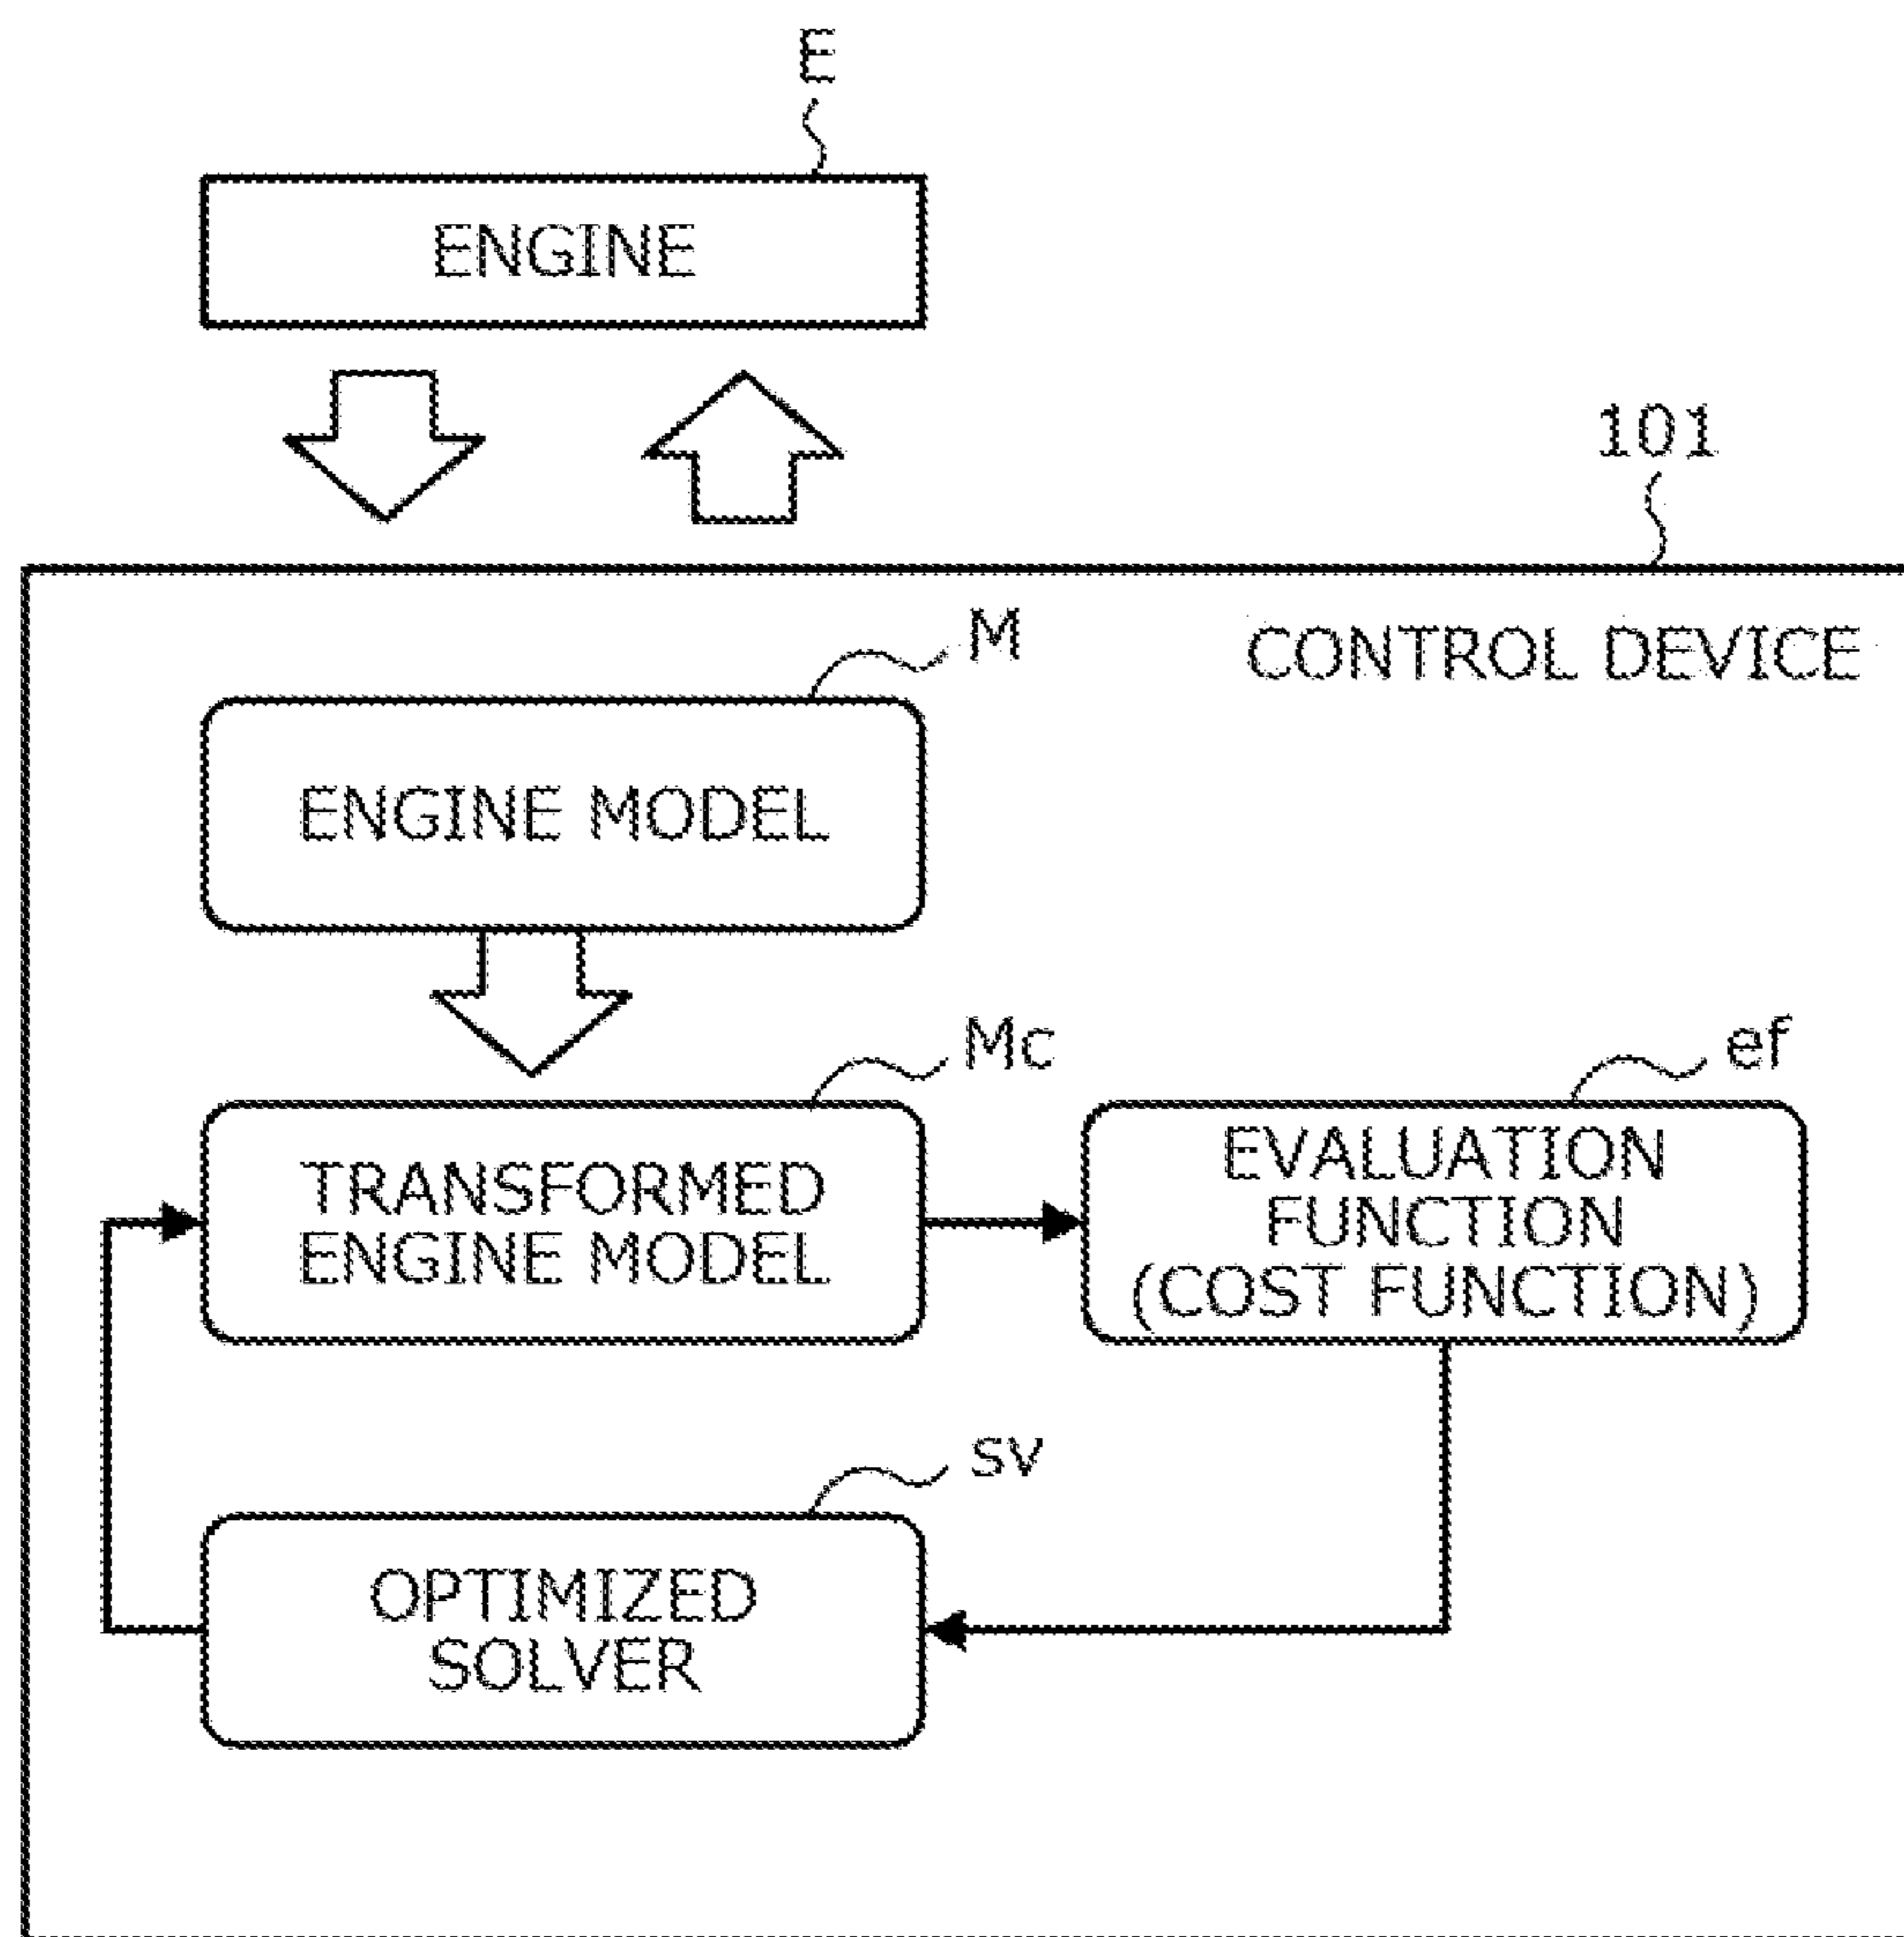 E
ENGINE
101
CONTROL DEVICE
M
ENGINE MODEL
Mc
TRANSFORMED
ENGINE MODEL
ef
EVALUATION
FUNCTION
(COST FUNCTION)
sv
OPTIMIZED
SOLVER